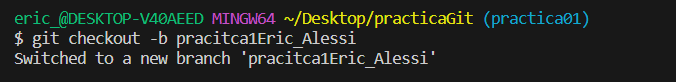 eric_@DESKTOP-V40AEED MINGW64 ~/Desktop/practicaGit (practica01)
$ git checkout -b pracitca1Eric_Alessi
Switched to a new branch 'pracitca1Eric_Alessi'